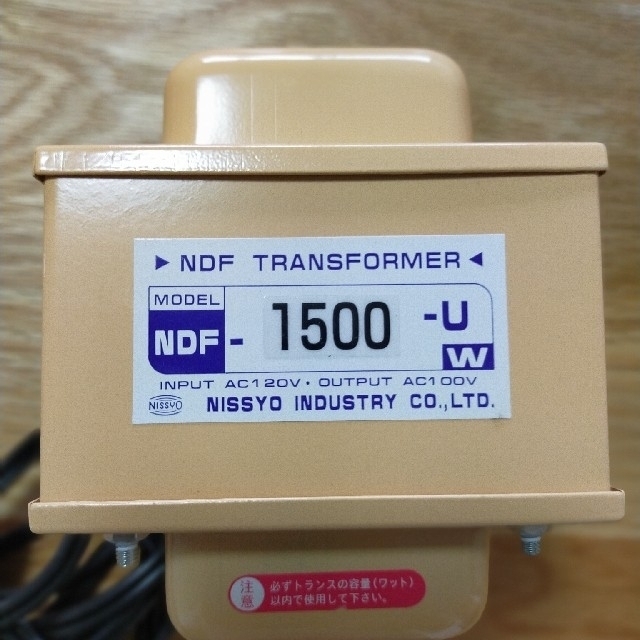 ▶ NDF TRANSFORMER ◀
MODEL
NDF- 1500 -U
W
INPUT AC120V・OUTPUT AC100V
NISSYO NISSYO INDUSTRY CO.,LTD.
注意 必ずトランスの容量(ワット)
以内で使用して下さい。